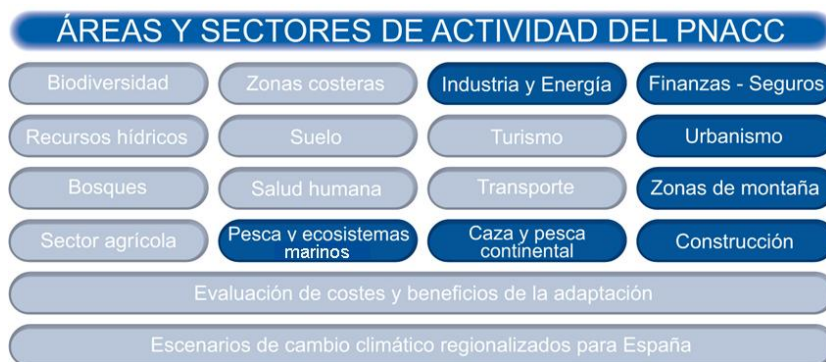 ÁREAS Y SECTORES DE ACTIVIDAD DEL PNACC
Biodiversidad
Zonas costeras
Industria y Energía
Finanzas - Seguros
Recursos hídricos
Suelo
Turismo
Urbanismo
Bosques
Salud humana
Transporte
Zonas de montaña
Sector agrícola
Pesca y ecosistemas
marinos
Caza y pesca
continental
Construcción
Evaluación de costes y beneficios de la adaptación
Escenarios de cambio climático regionalizados para España